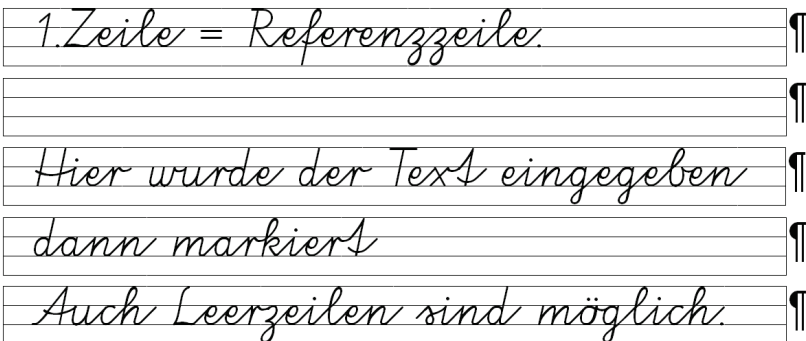 1.Zeile = Referenzzeile. ¶
¶
Hier wurde der Text eingegeben ¶
dann markiert ¶
Auch Leerzeilen sind möglich. ¶